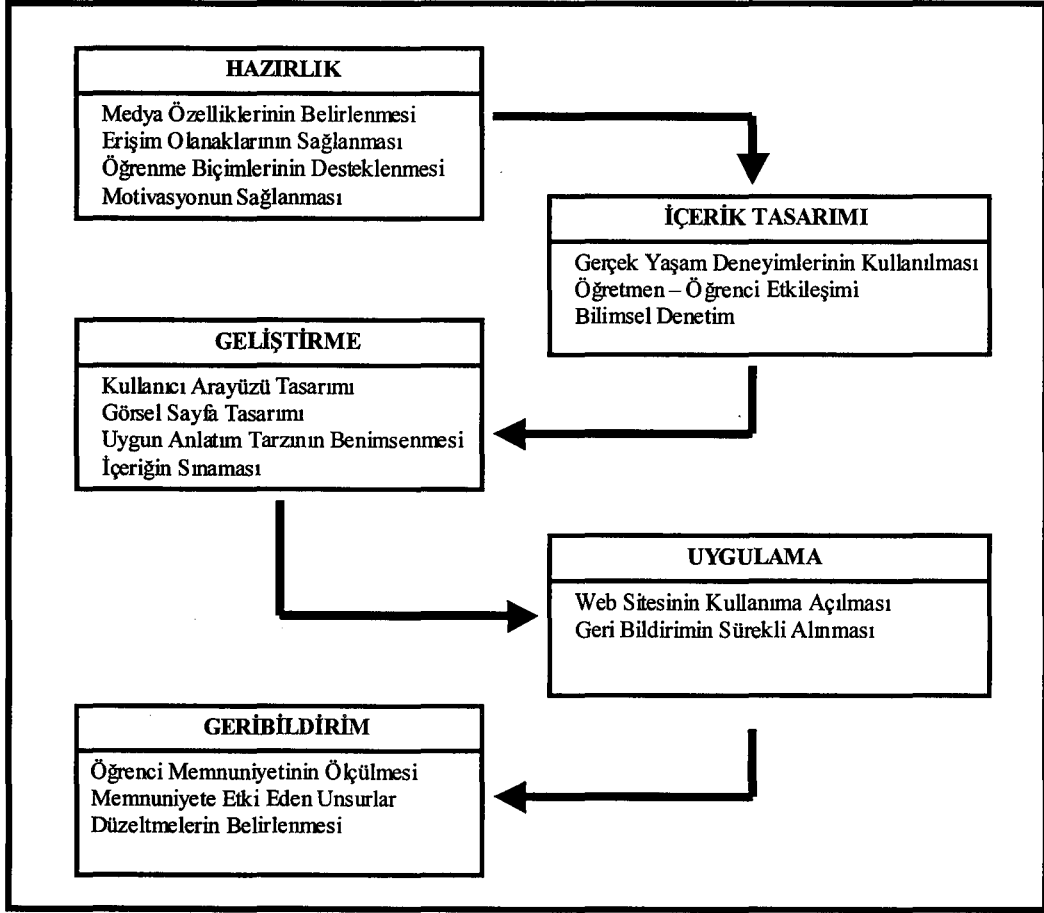 HAZIRLIK
Medya Özelliklerinin Belirlenmesi
Erişim Olanaklarının Sağlanması
Öğrenme Biçimlerinin Desteklenmesi
Motivasyonun Sağlanması
İÇERİK TASARIMI
Gerçek Yaşam Deneyimlerinin Kullanılması
Öğretmen – Öğrenci Etkileşimi
Bilimsel Denetim
GELİŞTİRME
Kullanıcı Arayüzü Tasarımı
Görsel Sayfa Tasarımı
Uygun Anlatım Tarzının Benimsenmesi
İçeriğin Sınaması
UYGULAMA
Web Sitesinin Kullanıma Açılması
Geri Bildirimin Sürekli Alınması
GERİBİLDİRİM
Öğrenci Memnuniyetinin Ölçülmesi
Memnuniyete Etki Eden Unsurlar
Düzeltmelerin Belirlenmesi